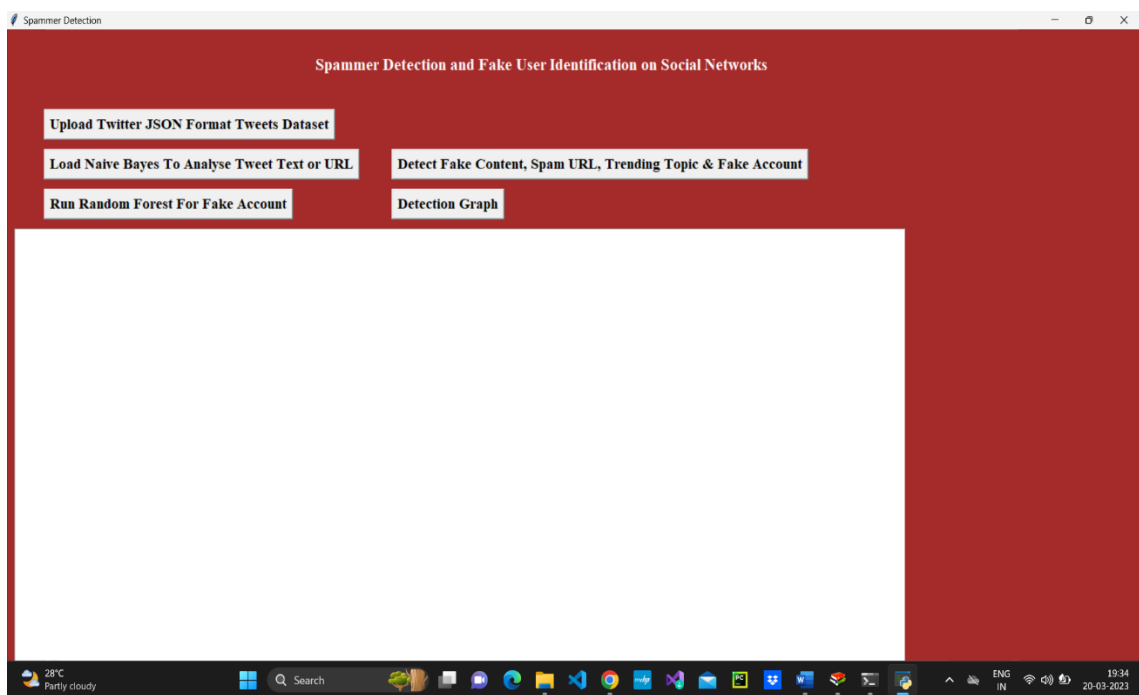 Spammer Detection
Spammer Detection and Fake User Identification on Social Networks
Upload Twitter JSON Format Tweets Dataset
Load Naive Bayes To Analyse Tweet Text or URL
Detect Fake Content, Spam URL, Trending Topic & Fake Account
Run Random Forest For Fake Account
Detection Graph
28°C
Partly cloudy
Search
ENG
IN
19:34
20-03-2023